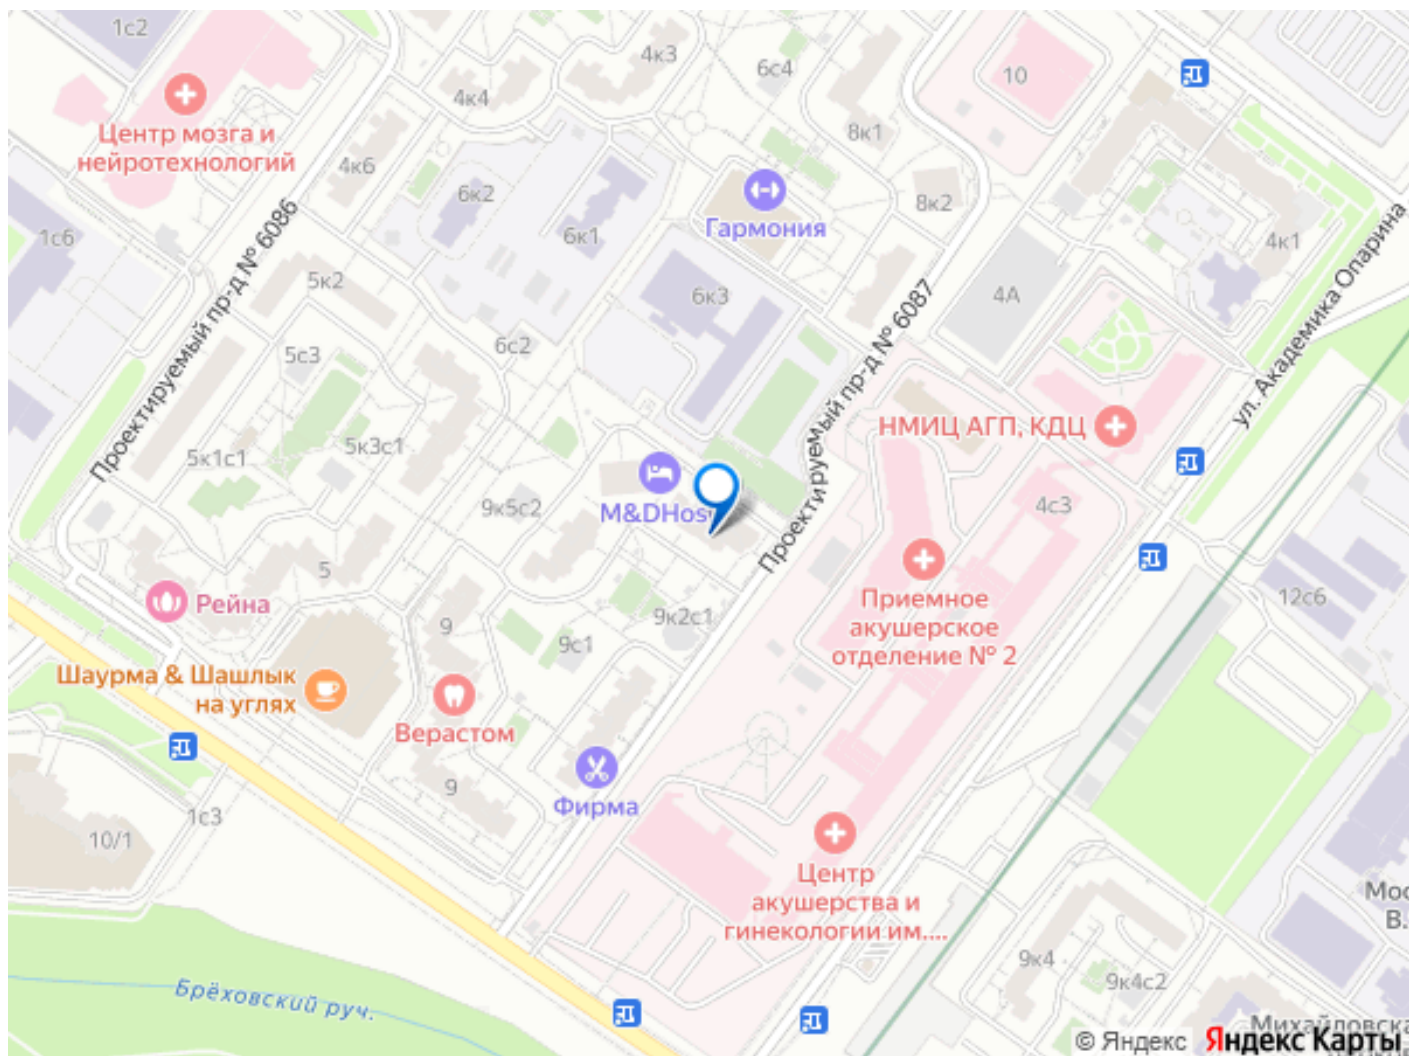 1с2
4к3
6с4
10
4к4
8к1
Центр мозга и
нейротехнологий
4к6
6к2
Гармония
8к2
1с6
6к1
4к1
Проектируемый пр-д № 6086
5к2
6к3
4А
ул. Академика Опарина
Проектируемый пр-д № 6087
6с2
5с3
НМИЦ АГП, КДЦ
5к1с1
5к3с1
9к5с2
M&DHos
4с3
5
Рейна
Приемное
акушерское
отделение № 2
12с6
9
9с1
9к2с1
Шаурма & Шашлык
на углях
Верастом
9
Фирма
1с3
10/1
Центр
акушерства и
гинекологии им....
Мос
В.
9к4
9к4с2
Брёховский руч.
Михайловска
© Яндекс Яндекс Карты